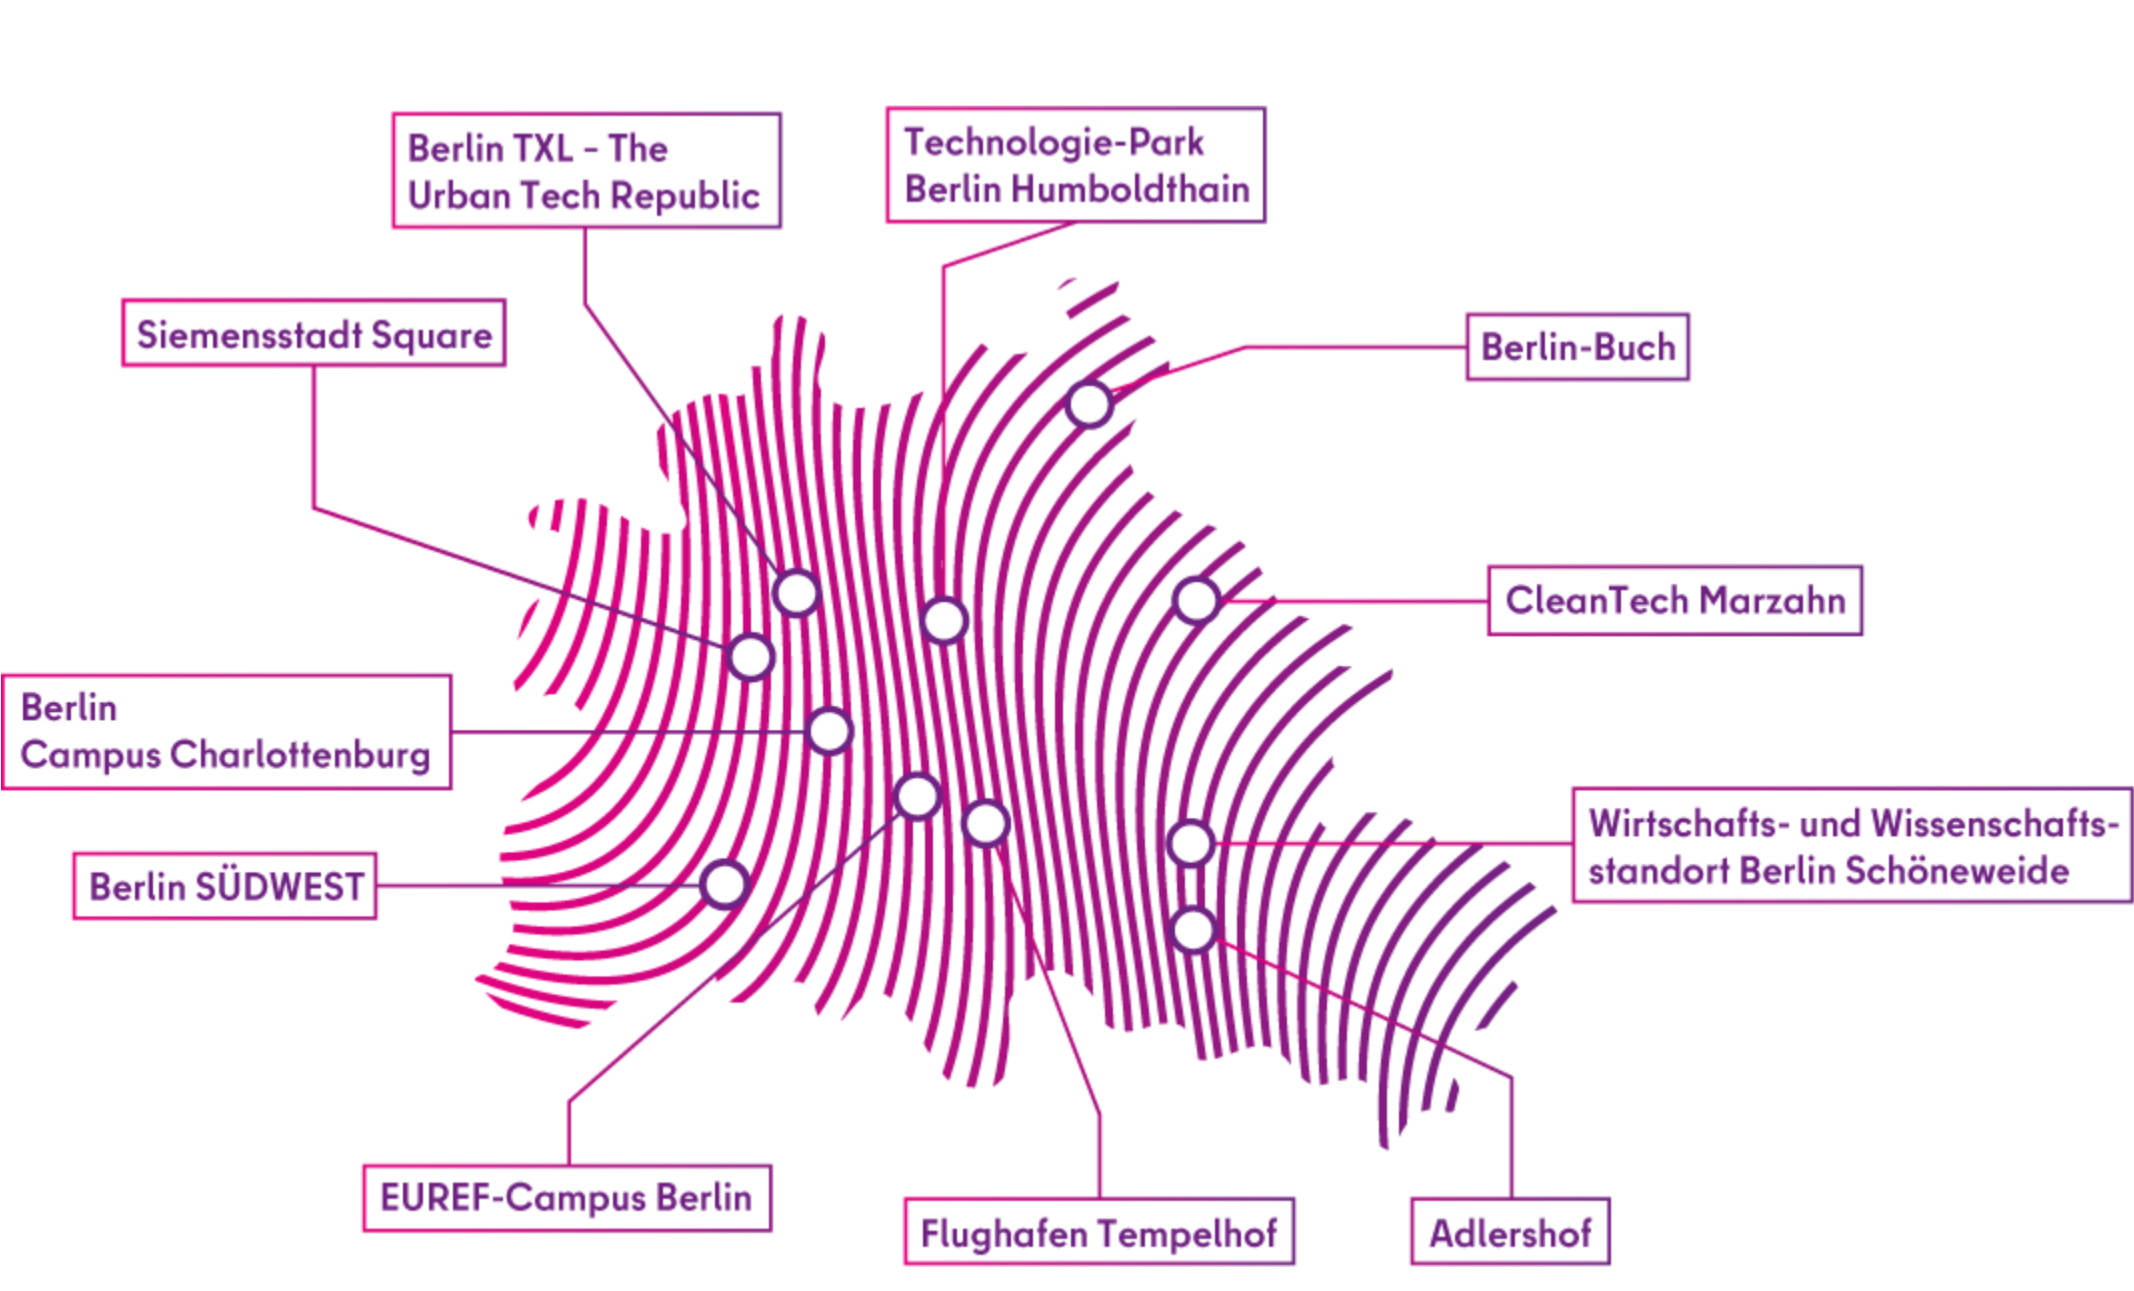 Berlin TXL - The
Urban Tech Republic
Technologie-Park
Berlin Humboldthain
Siemensstadt Square
Berlin-Buch
CleanTech Marzahn
Berlin
Campus Charlottenburg
Wirtschafts- und Wissenschafts-
standort Berlin Schöneweide
Berlin SÜDWEST
EUREF-Campus Berlin
Flughafen Tempelhof
Adlershof